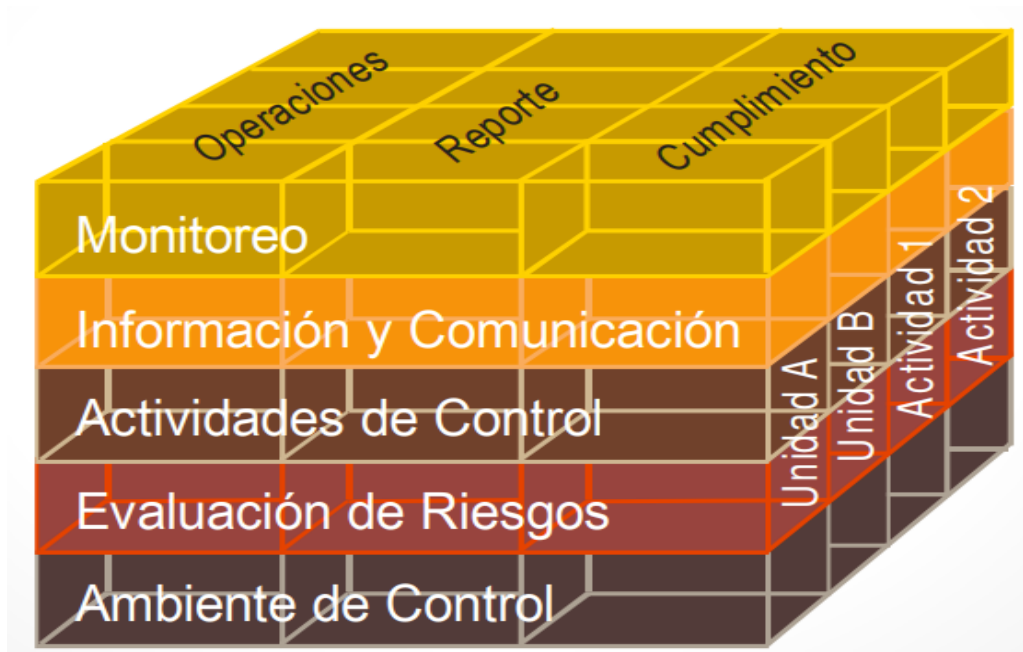 Operaciones
Reporte
Cumplimiento
Monitoreo
Información y Comunicación
Actividades de Control
Evaluación de Riesgos
Ambiente de Control
Unidad A
Unidad B
Actividad 1
Actividad 2